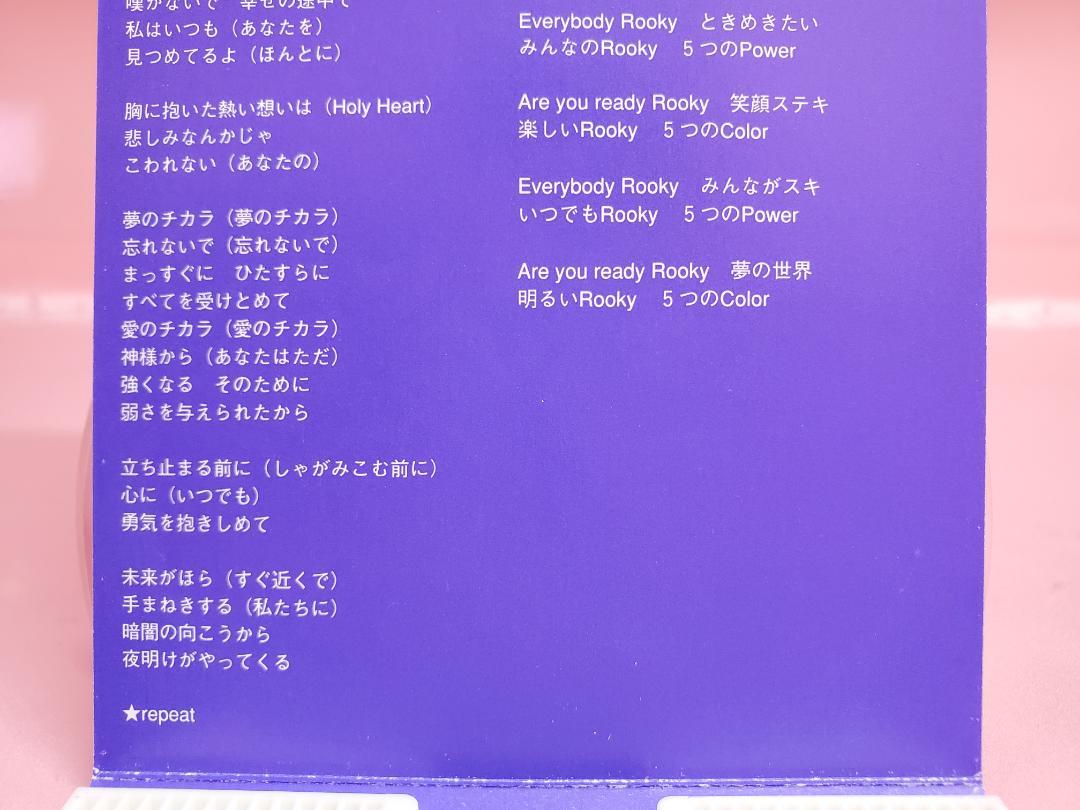 嘆かないで　幸せの途中で
私はいつも（あなたを）
見つめてるよ（ほんとに）
胸に抱いた熱い想いは（Holy Heart）
悲しみなんかじゃ
こわれない（あなたの）
夢のチカラ（夢のチカラ）
忘れないで（忘れないで）
まっすぐに　ひたすらに
すべてを受けとめて
愛のチカラ（愛のチカラ）
神様から（あなたはただ）
強くなる　そのために
弱さを与えられたから
立ち止まる前に（しゃがみこむ前に）
心に（いつでも）
勇気を抱きしめて
未来がほら（すぐ近くで）
手まねきする（私たちに）
暗闇の向こうから
夜明けがやってくる
★repeat
Everybody Rooky　ときめきたい
みんなのRooky　5つのPower
Are you ready Rooky　笑顔ステキ
楽しいRooky　5つのColor
Everybody Rooky　みんながスキ
いつでもRooky　5つのPower
Are you ready Rooky　夢の世界
明るいRooky　5つのColor